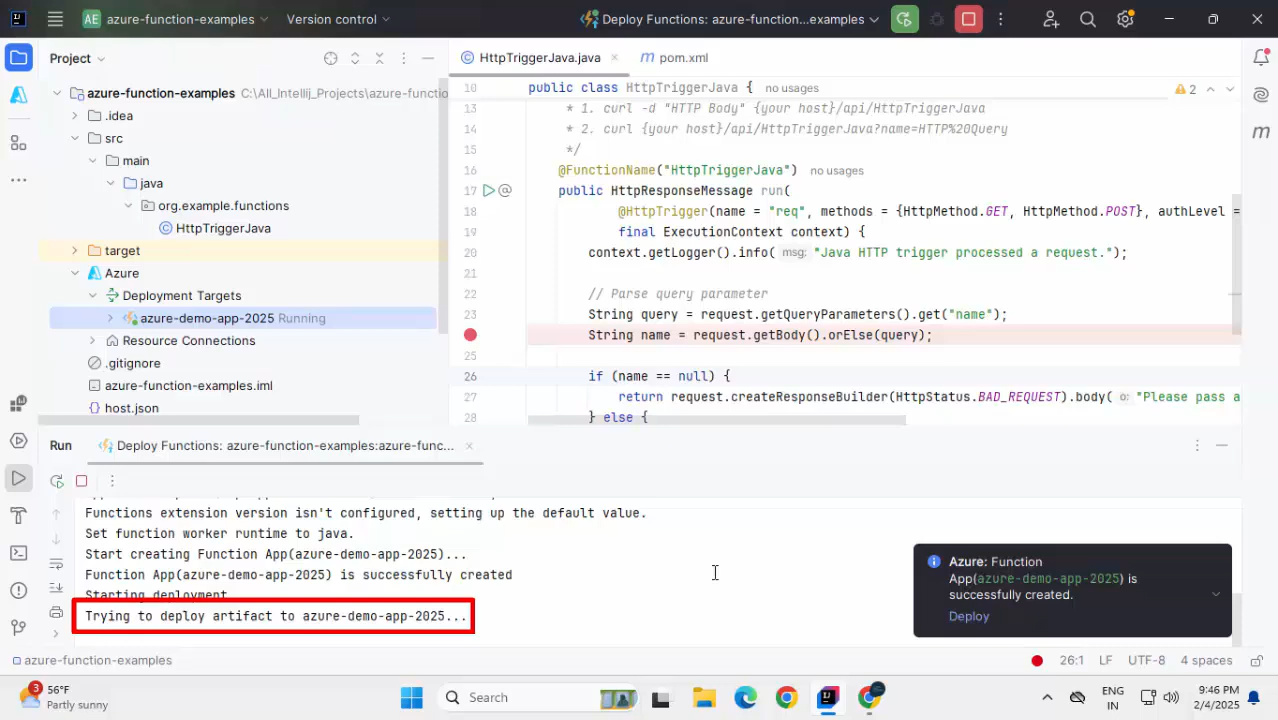 AE azure-function-examples Version control Deploy Functions: azure-function...examples
Project
azure-function-examples C:\All_Intellij_Projects\azure-functio
.idea
src
main
java
org.example.functions
HttpTriggerJava
target
Azure
Deployment Targets
azure-demo-app-2025 Running
Resource Connections
.gitignore
azure-function-examples.iml
host.json
HttpTriggerJava.java
m pom.xml
10 public class HttpTriggerJava { no usages
2
13 * 1. curl -d "HTTP Body" {your host}/api/HttpTriggerJava
14 * 2. curl {your host}/api/HttpTriggerJava?name=HTTP%20Query
15 */
16 @FunctionName("HttpTriggerJava") no usages
17 public HttpResponseMessage run(
18 @HttpTrigger(name = "req", methods = {HttpMethod.GET, HttpMethod.POST}, authLevel =
19 final ExecutionContext context) {
20 context.getLogger().info( msg: "Java HTTP trigger processed a request.");
21
22 // Parse query parameter
23 String query = request.getQueryParameters().get("name");
String name = request.getBody().orElse(query);
25
26 if (name == null) {
27 return request.createResponseBuilder(HttpStatus.BAD_REQUEST).body( o: "Please pass a
28 } else {
m
Run Deploy Functions: azure-function-examples:azure-func...
Functions extension version isn't configured, setting up the default value.
Set function worker runtime to java.
Start creating Function App(azure-demo-app-2025)...
Function App(azure-demo-app-2025) is successfully created
Starting deployment
Trying to deploy artifact to azure-demo-app-2025...
Azure: Function
App(azure-demo-app-2025) is
successfully created.
Deploy
azure-function-examples 26:1 LF UTF-8 4 spaces
3
56°F
Partly sunny
Search
ENG
IN
9:46 PM
2/4/2025